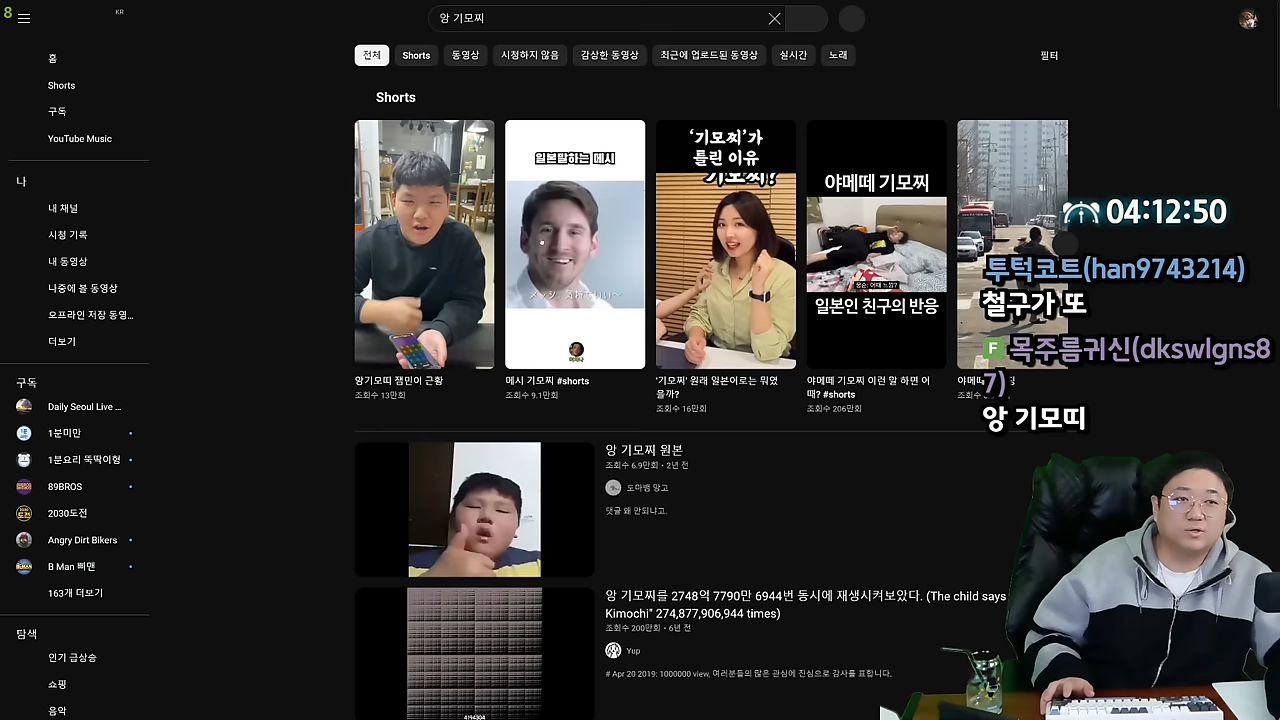 8
KR
앙 기모찌
홈
Shorts
구독
YouTube Music
나
내 채널
시청 기록
내 동영상
나중에 볼 동영상
오프라인 저장 동영...
더보기
구독
Daily Seoul Live ...
1분미만
1분요리 뚝딱이형
89BROS
2030도전
Angry Dirt Bikers
B Man 삐맨
163개 더보기
탐색
인기 급상승
쇼핑
음악
전체
Shorts
동영상
시청하지 않음
감상한 동영상
최근에 업로드된 동영상
실시간
노래
필터
Shorts
일본말하는 메시
'기모찌'가
틀린 이유
기모찌?
야메떼 기모찌
일본인 친구의 반응
앙기모띠 잼민이 근황
조회수 13만회
메시 기모찌 #shorts
조회수 9.1만회
'기모찌' 원래 일본어로는 뭐였
을까?
조회수 16만회
야메떼 기모찌 이런 말 하면 어
때? #shorts
조회수 206만회
야메
조회수
앙 기모찌 원본
조회수 6.9만회 • 2년 전
도마뱀 망고
댓글 왜 안되냐고.
앙 기모찌를 2748억 7790만 6944번 동시에 재생시켜보았다. (The child says
Kimochi" 274,877,906,944 times)
조회수 200만회 • 6년 전
Yup
# Apr 20 2019: 1000000 view, 여러분들의 많은 관심에 진심으로 감사를 표합니다.
4194304
04:12:50
투턱코트(han9743214)
철구가 또
F 목주름귀신(dkswlgns8
7)
앙 기모띠